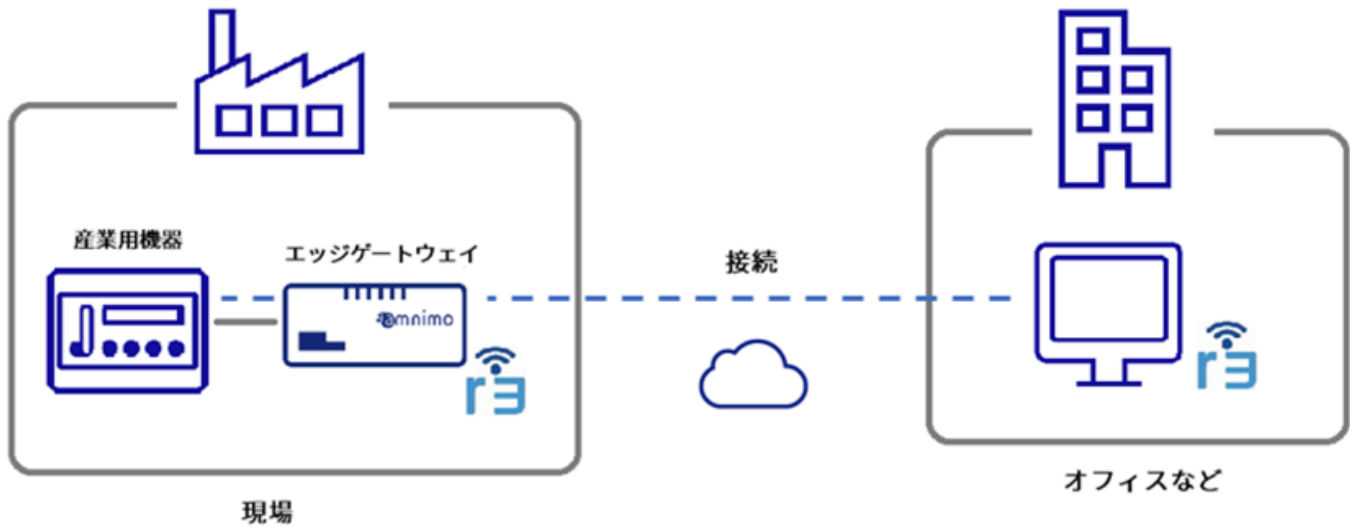 産業用機器
エッジゲートウェイ
amnimo
r3
接続
r3
オフィスなど
現場